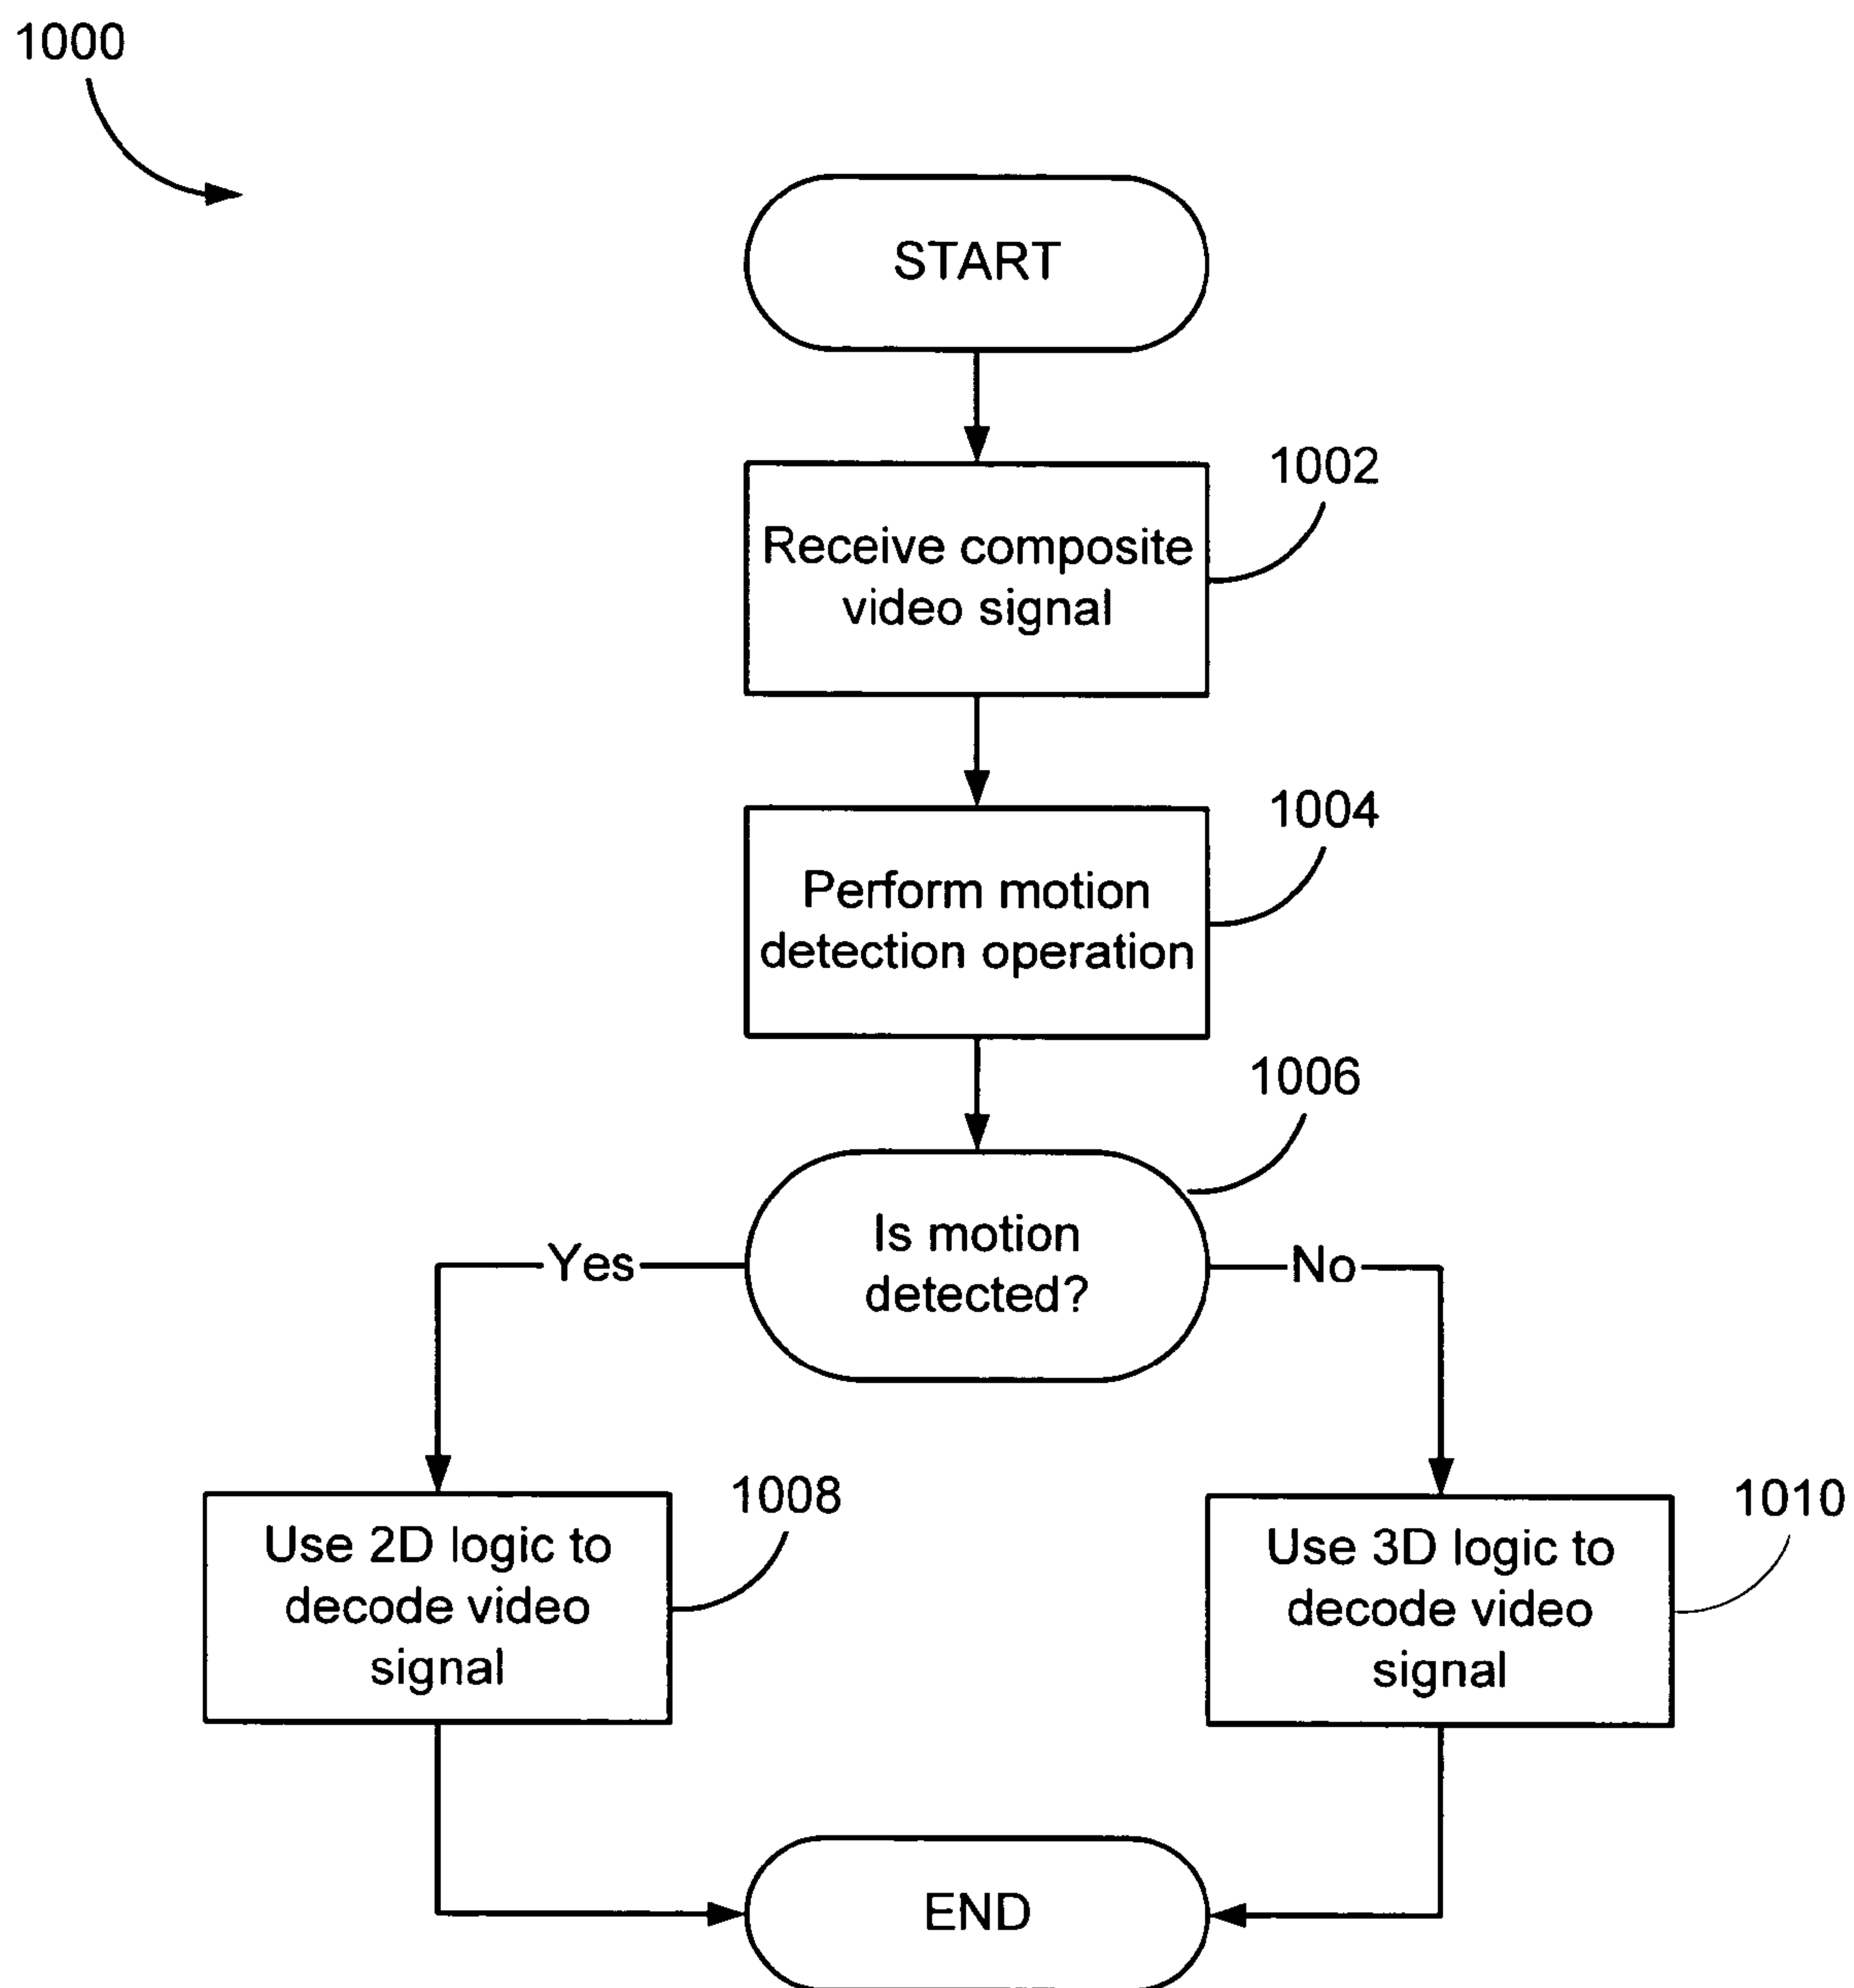 1000
START
1002
Receive composite
video signal
1004
Perform motion
detection operation
1006
Is motion
detected?
Yes
No
1008
Use 2D logic to
decode video
signal
1010
Use 3D logic to
decode video
signal
END